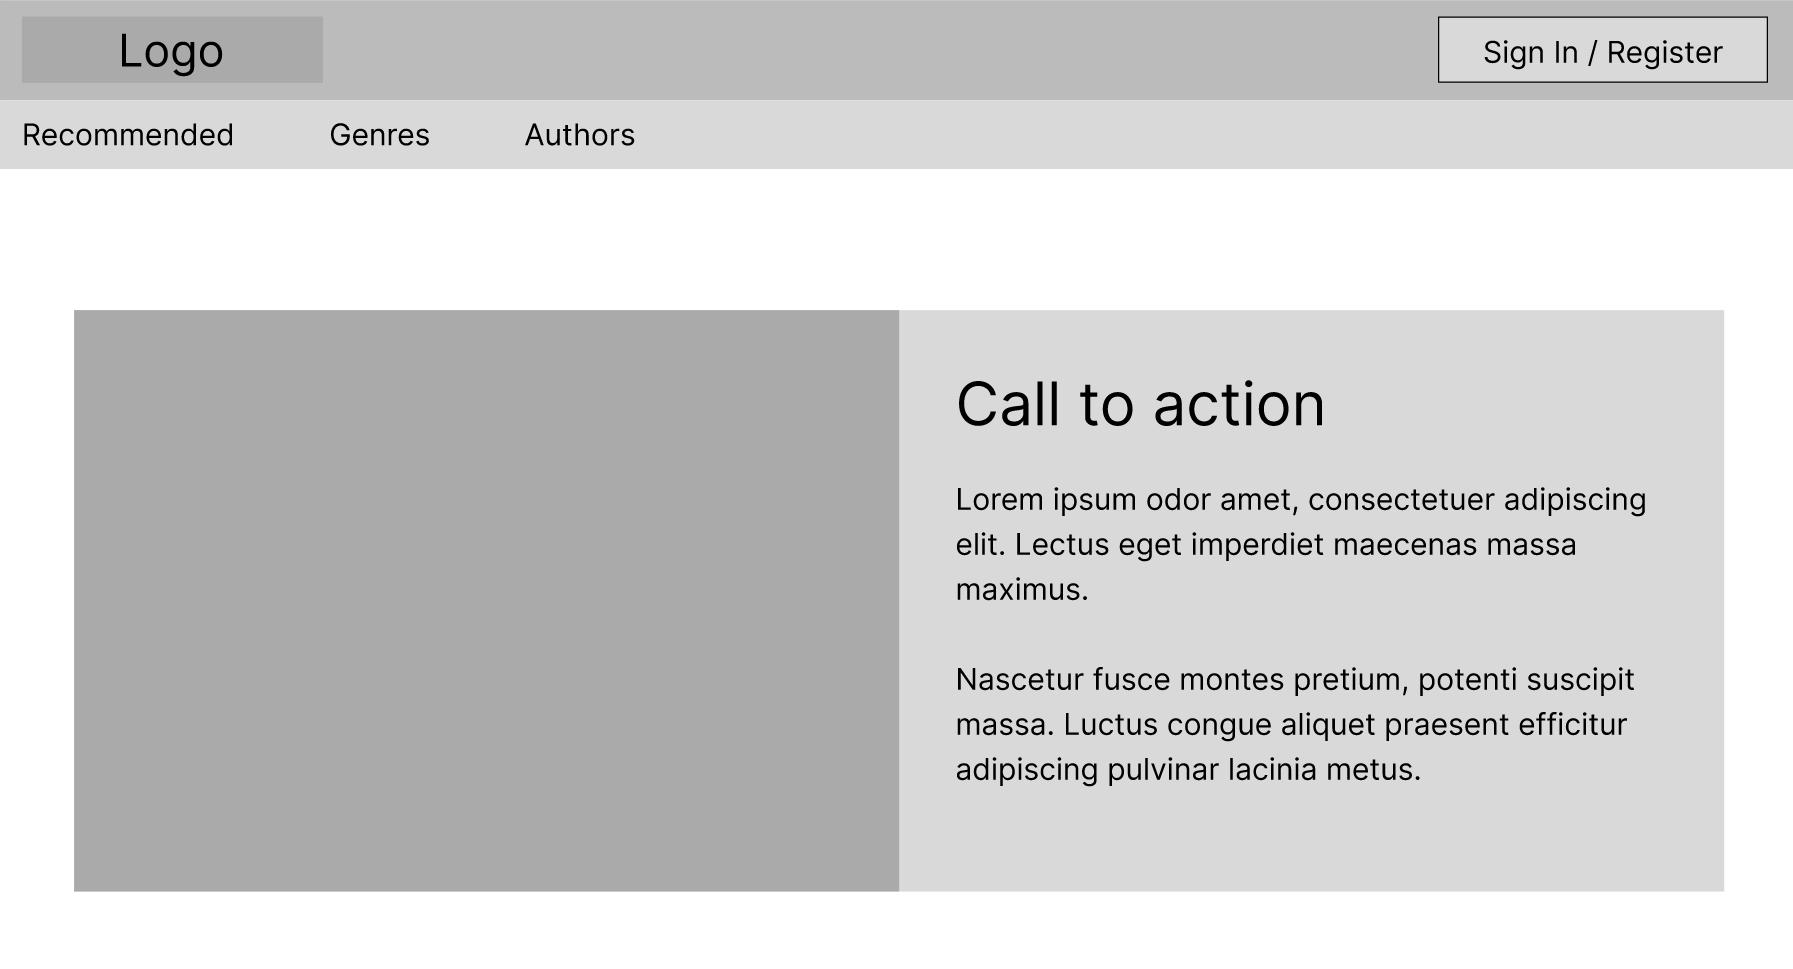 Logo
Sign In / Register
Recommended Genres Authors
Call to action
Lorem ipsum odor amet, consectetuer adipiscing
elit. Lectus eget imperdiet maecenas massa
maximus.
Nascetur fusce montes pretium, potenti suscipit
massa. Luctus congue aliquet praesent efficitur
adipiscing pulvinar lacinia metus.